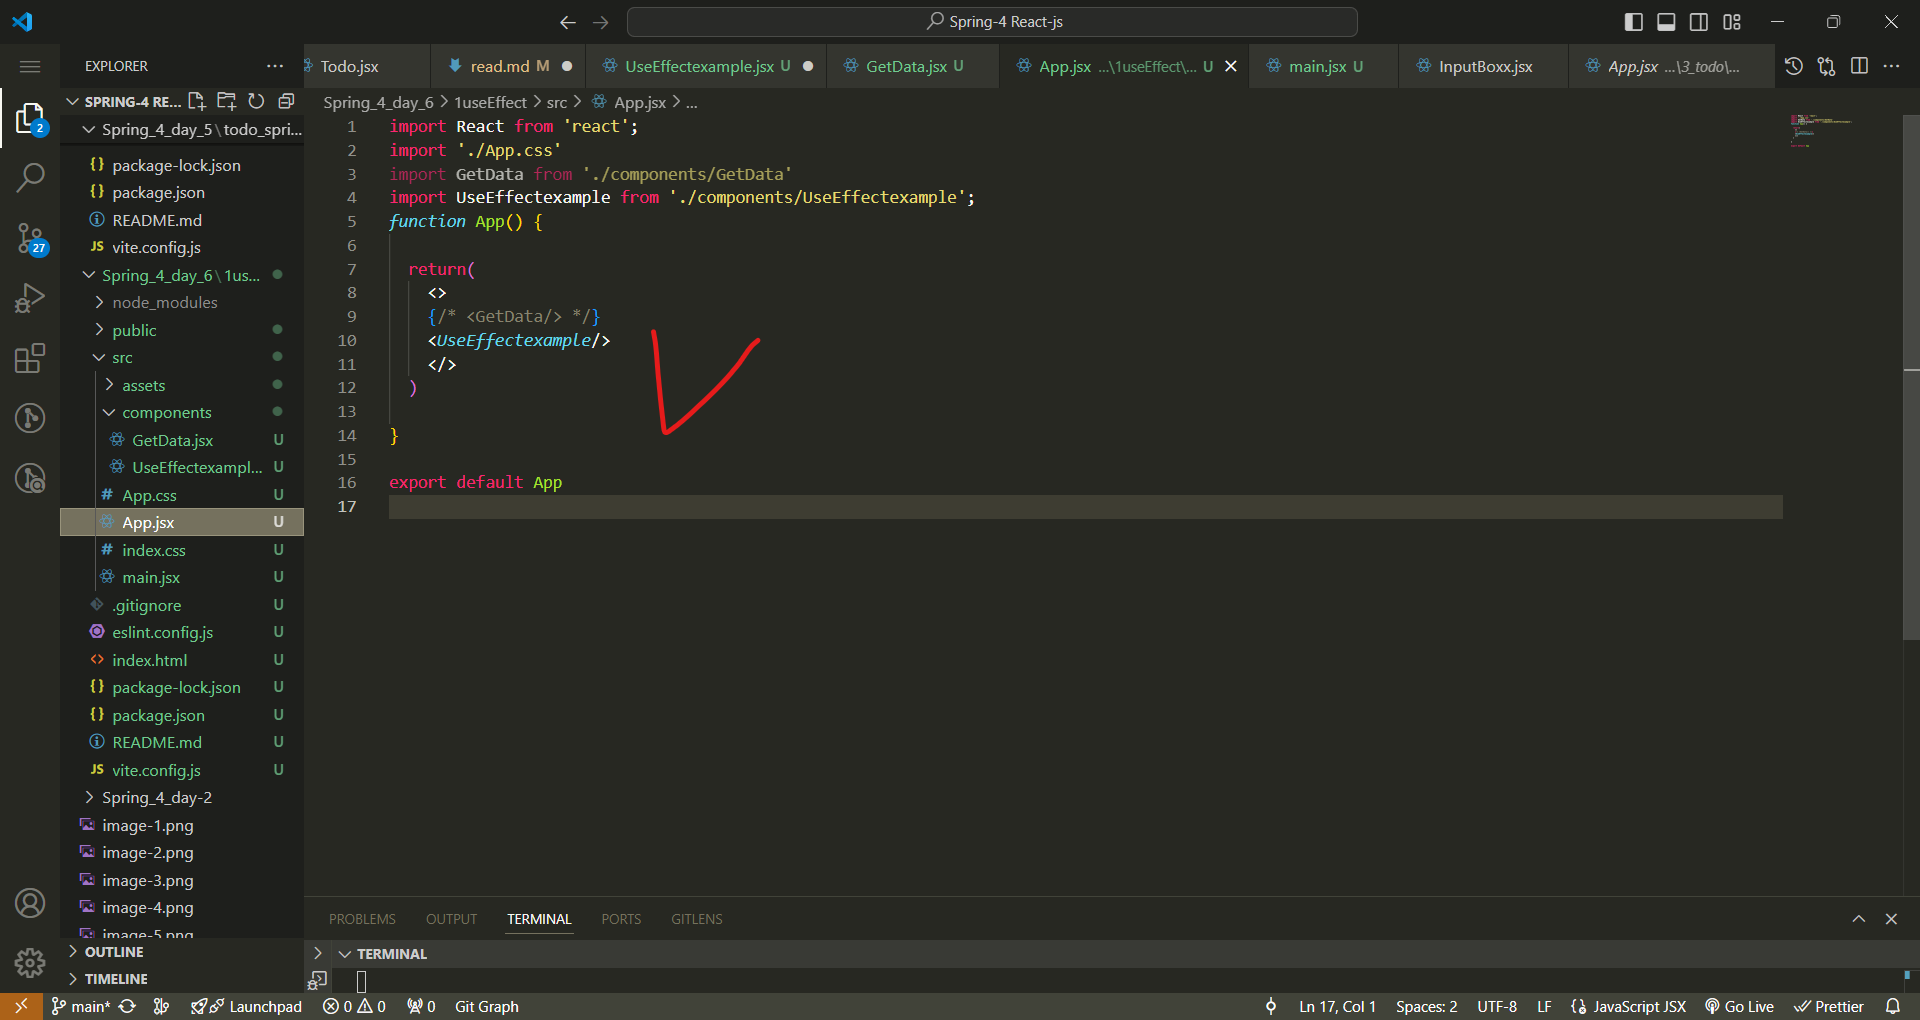 Spring-4 React-js
EXPLORER
Todo.jsx
read.md M
UseEffectexample.jsx U
GetData.jsx U
App.jsx ...\1useEffect\... U
main.jsx U
InputBoxx.jsx
App.jsx ...\3_todo\...
SPRING-4 RE...
Spring_4_day_6 > 1useEffect > src > App.jsx > ...
Spring_4_day_5\todo_spri...
package-lock.json
package.json
README.md
vite.config.js
Spring_4_day_6\1us...
node_modules
public
src
assets
components
GetData.jsx U
UseEffectexampl... U
App.css U
App.jsx U
index.css U
main.jsx U
.gitignore U
eslint.config.js U
index.html U
package-lock.json U
package.json U
README.md U
vite.config.js U
Spring_4_day-2
image-1.png
image-2.png
image-3.png
image-4.png
image-5.png
OUTLINE
TIMELINE
2
27
1 import React from 'react';
2 import './App.css'
3 import GetData from './components/GetData'
4 import UseEffectexample from './components/UseEffectexample';
5 function App() {
6
7 return(
8 <>
9 {/* <GetData/> */}
10 <UseEffectexample/>
11 </>
12 )
13
14 }
15
16 export default App
17
PROBLEMS OUTPUT TERMINAL PORTS GITLENS
TERMINAL
main* Launchpad 0 0 0 Git Graph Ln 17, Col 1 Spaces: 2 UTF-8 LF JavaScript JSX Go Live Prettier